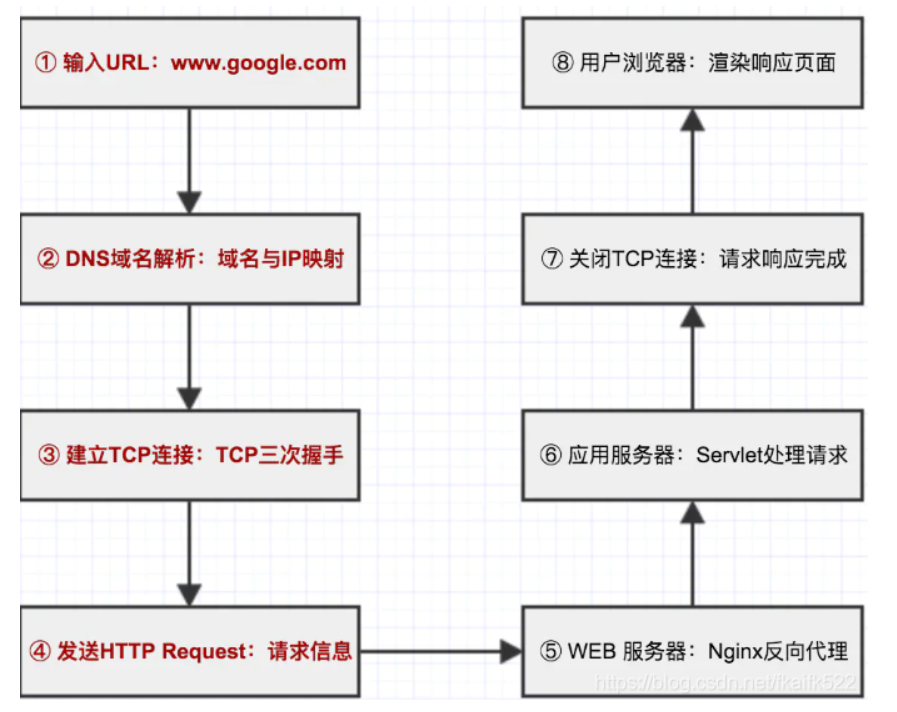 ① 输入URL：www.google.com
② DNS域名解析：域名与IP映射
③ 建立TCP连接：TCP三次握手
④ 发送HTTP Request：请求信息
⑤ WEB 服务器：Nginx反向代理
⑥ 应用服务器：Servlet处理请求
⑦ 关闭TCP连接：请求响应完成
⑧ 用户浏览器：渲染响应页面